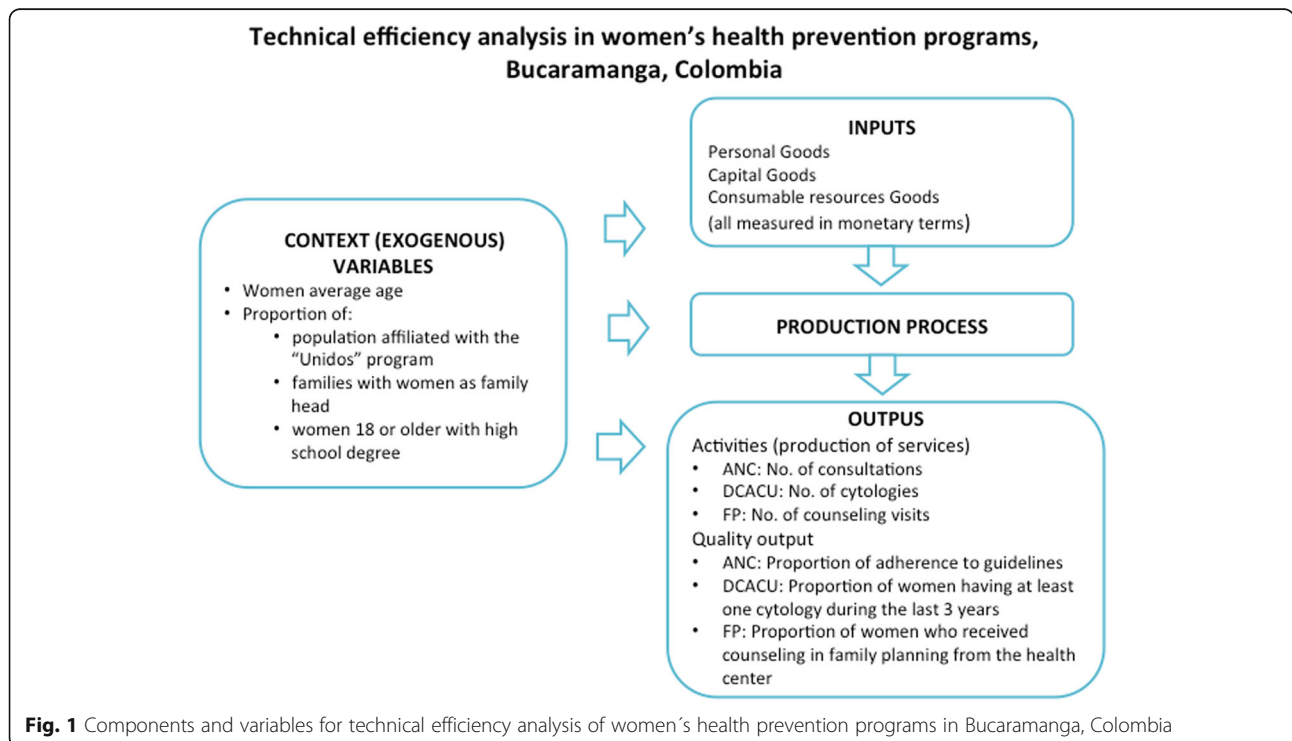 Technical efficiency analysis in women's health prevention programs,
Bucaramanga, Colombia
CONTEXT (EXOGENOUS)
VARIABLES
• Women average age
• Proportion of:
• population affiliated with the
"Unidos" program
• families with women as family
head
• women 18 or older with high
school degree
INPUTS
Personal Goods
Capital Goods
Consumable resources Goods
(all measured in monetary terms)
PRODUCTION PROCESS
OUTPUS
Activities (production of services)
• ANC: No. of consultations
• DCACU: No. of cytologies
• FP: No. of counseling visits
Quality output
• ANC: Proportion of adherence to guidelines
• DCACU: Proportion of women having at least
one cytology during the last 3 years
• FP: Proportion of women who received
counseling in family planning from the health
center
Fig. 1 Components and variables for technical efficiency analysis of women´s health prevention programs in Bucaramanga, Colombia